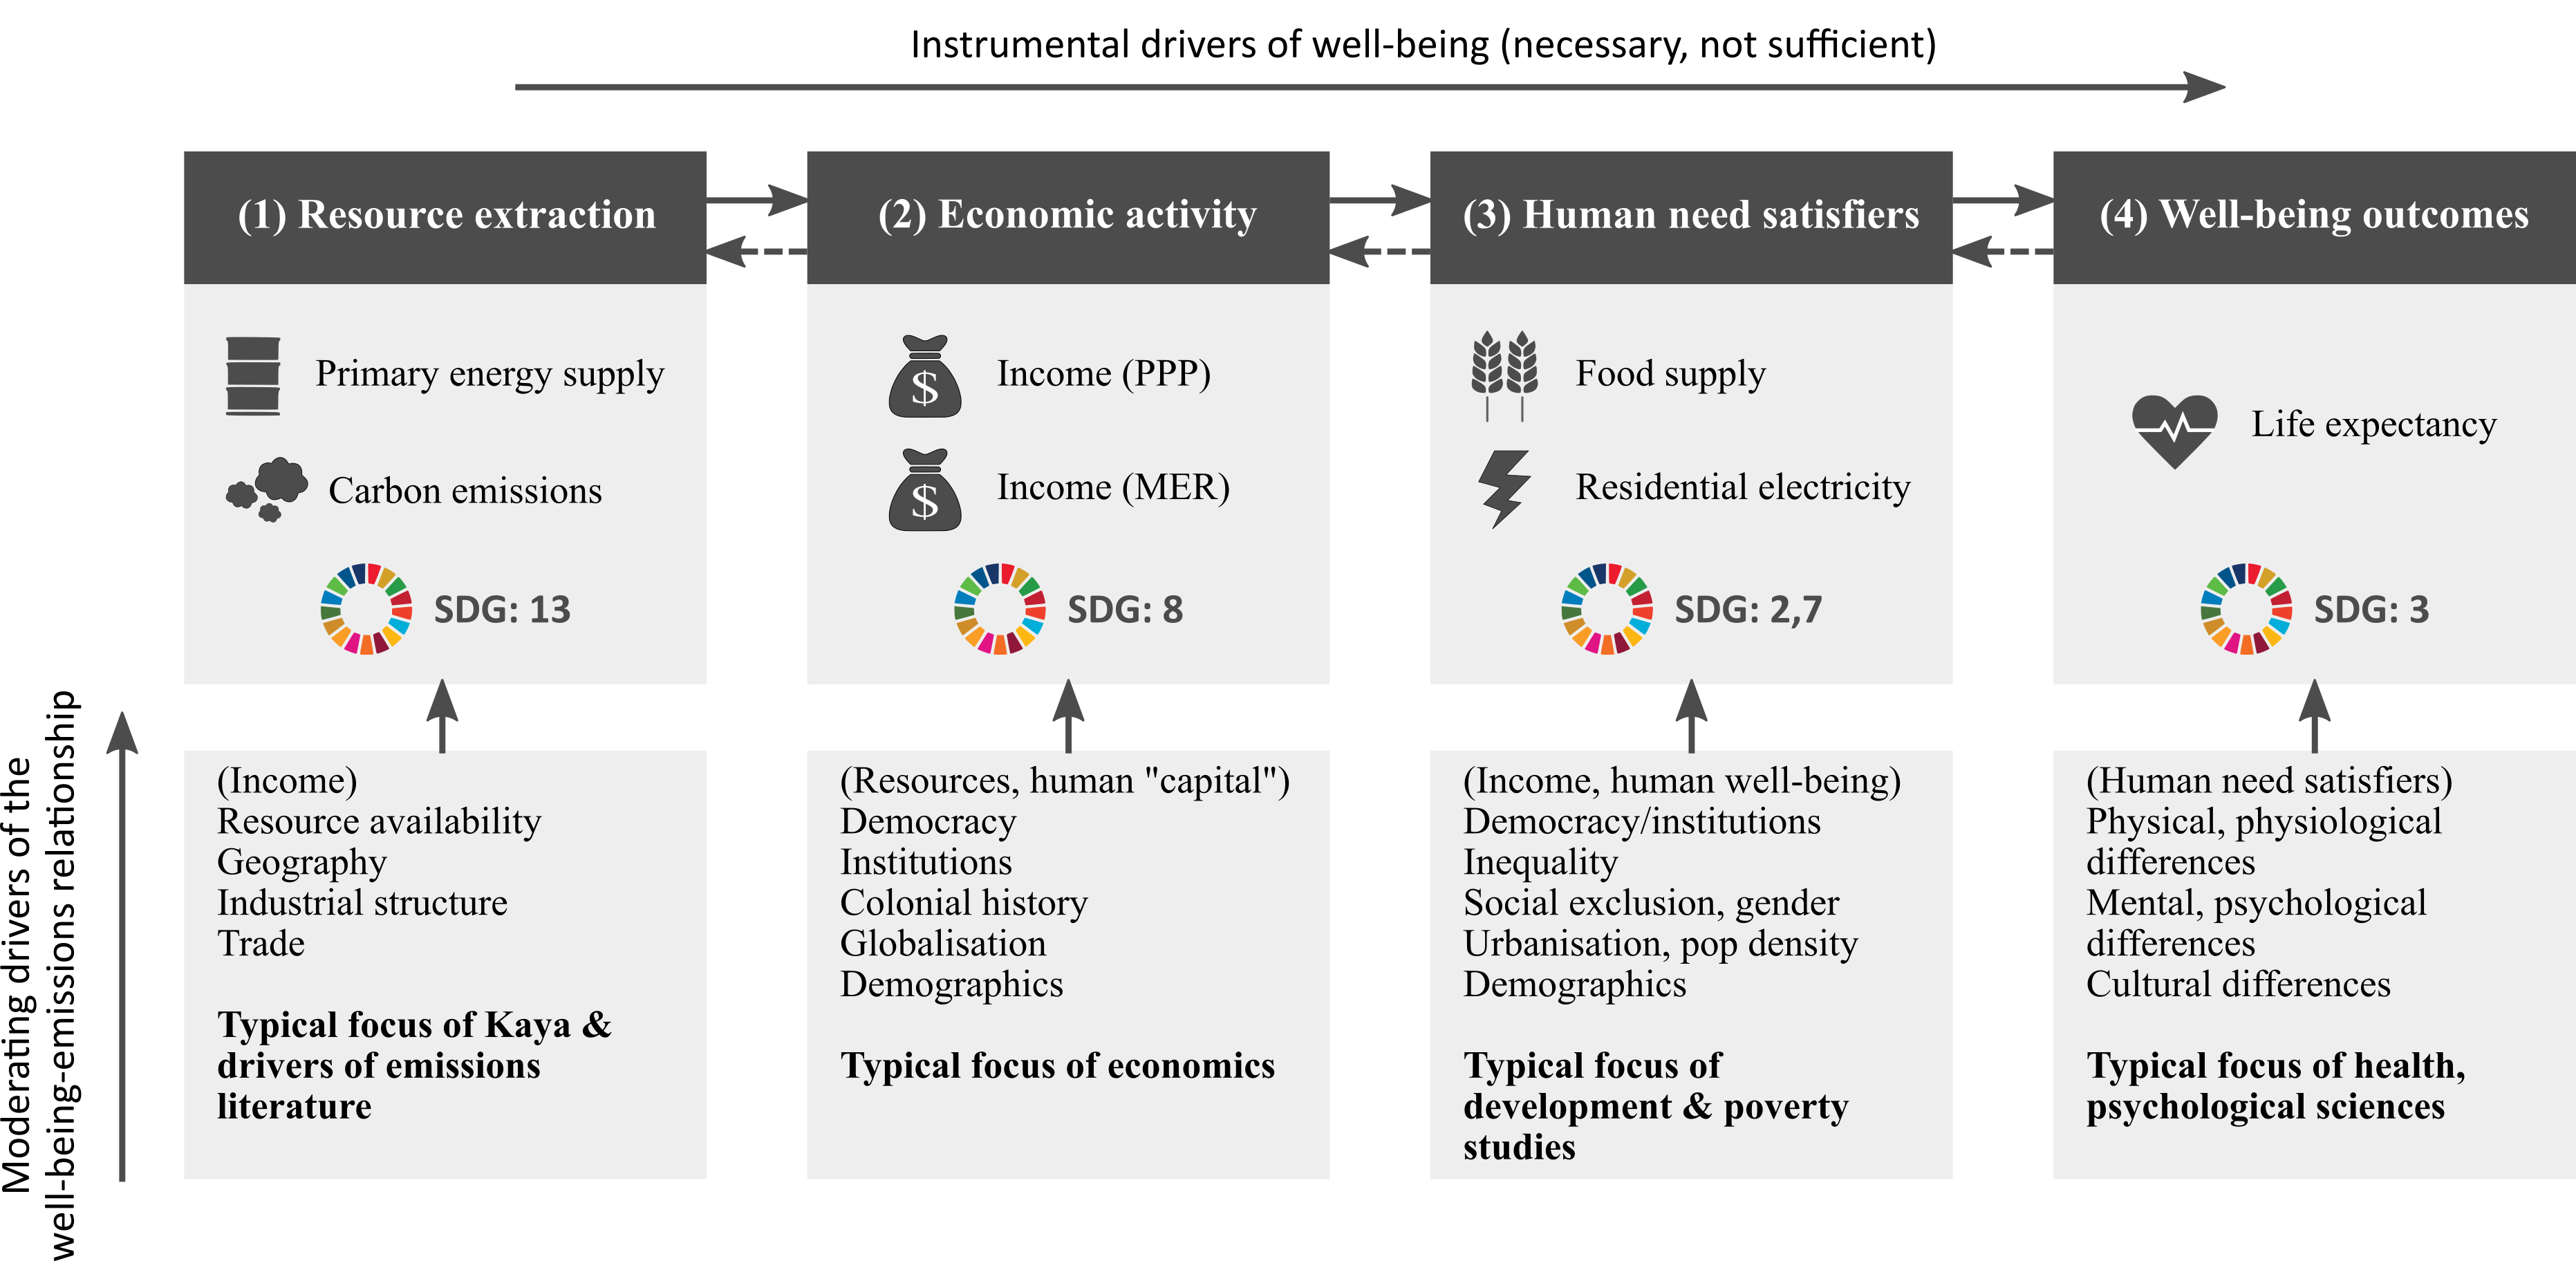 Instrumental drivers of well-being (necessary, not sufficient)
(1) Resource extraction
Primary energy supply
Carbon emissions
SDG: 13
(2) Economic activity
$ Income (PPP)
$ Income (MER)
SDG: 8
(3) Human need satisfiers
Food supply
Residential electricity
SDG: 2,7
(4) Well-being outcomes
Life expectancy
SDG: 3
Moderating drivers of the
well-being-emissions relationship
(Income)
Resource availability
Geography
Industrial structure
Trade
Typical focus of Kaya &
drivers of emissions
literature
(Resources, human "capital")
Democracy
Institutions
Colonial history
Globalisation
Demographics
Typical focus of economics
(Income, human well-being)
Democracy/institutions
Inequality
Social exclusion, gender
Urbanisation, pop density
Demographics
Typical focus of
development & poverty
studies
(Human need satisfiers)
Physical, physiological
differences
Mental, psychological
differences
Cultural differences
Typical focus of health,
psychological sciences